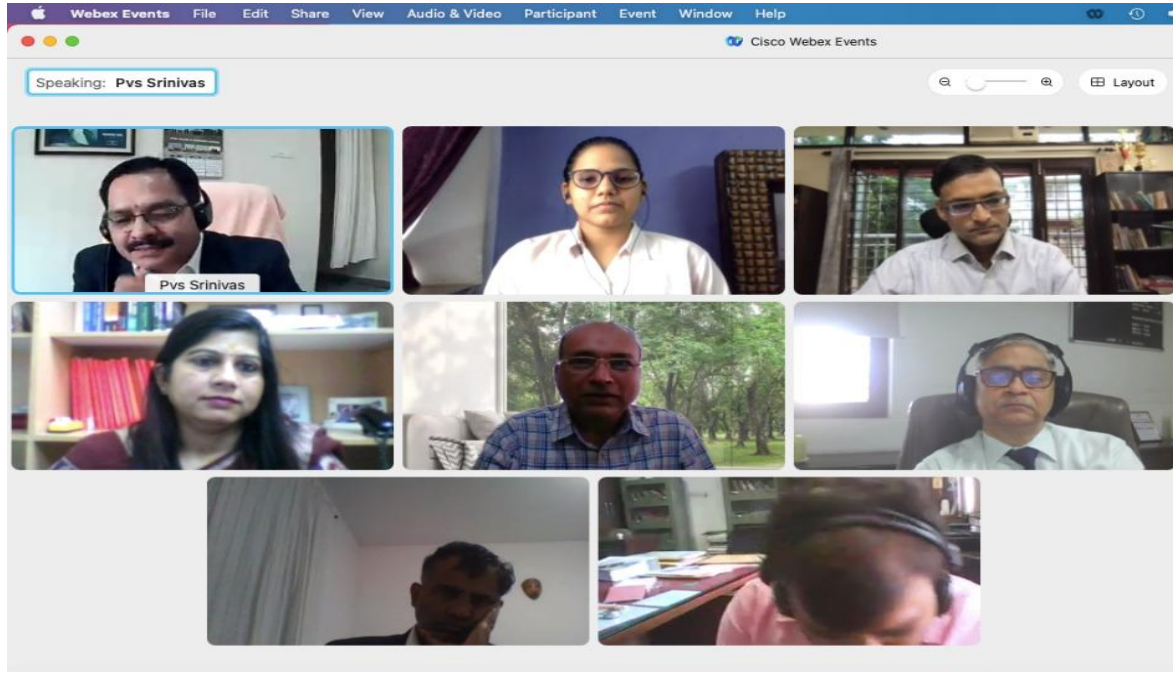 Webex Events File Edit Share View Audio & Video Participant Event Window Help
Cisco Webex Events
Speaking: Pvs Srinivas
Layout
Pvs Srinivas